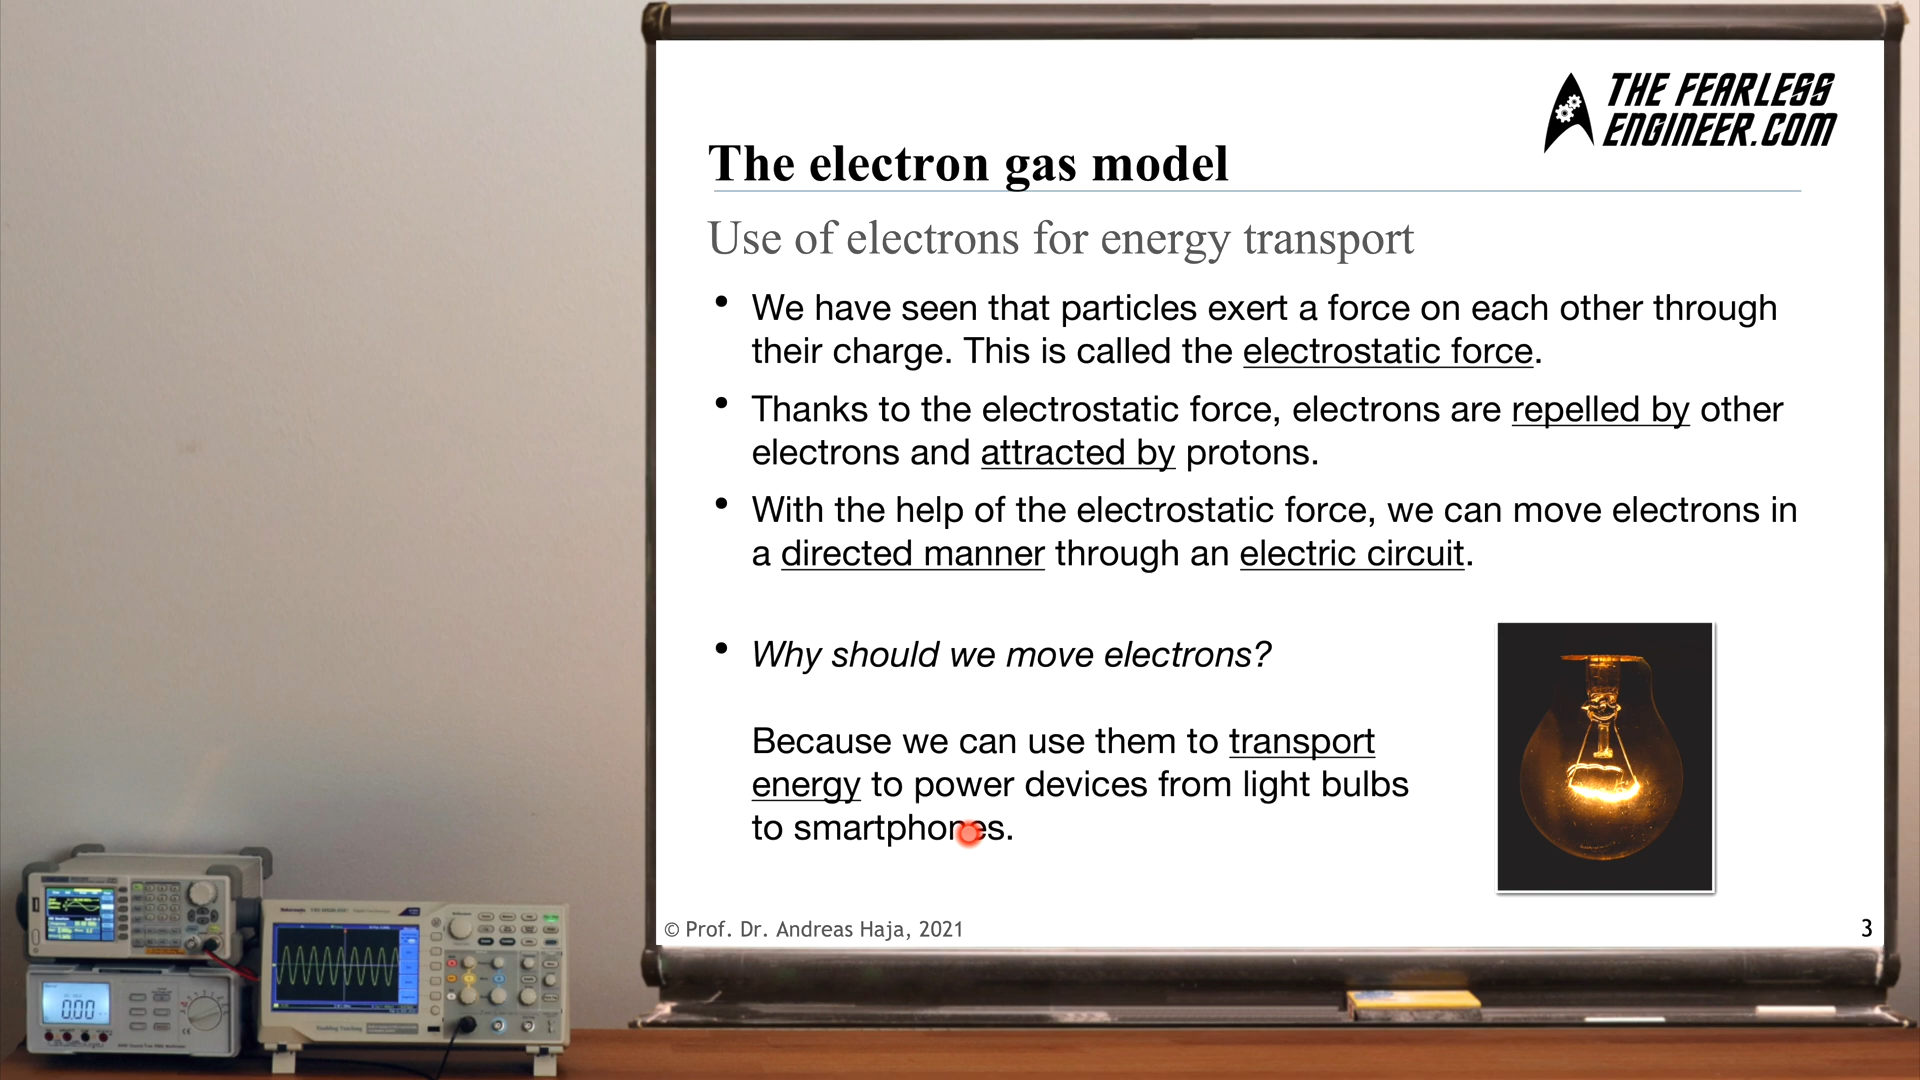 THE FEARLESS
ENGINEER.COM
The electron gas model
Use of electrons for energy transport
• We have seen that particles exert a force on each other through
their charge. This is called the electrostatic force.
• Thanks to the electrostatic force, electrons are repelled by other
electrons and attracted by protons.
• With the help of the electrostatic force, we can move electrons in
a directed manner through an electric circuit.
• Why should we move electrons?
Because we can use them to transport
energy to power devices from light bulbs
to smartphones.
© Prof. Dr. Andreas Haja, 2021
3
0.00